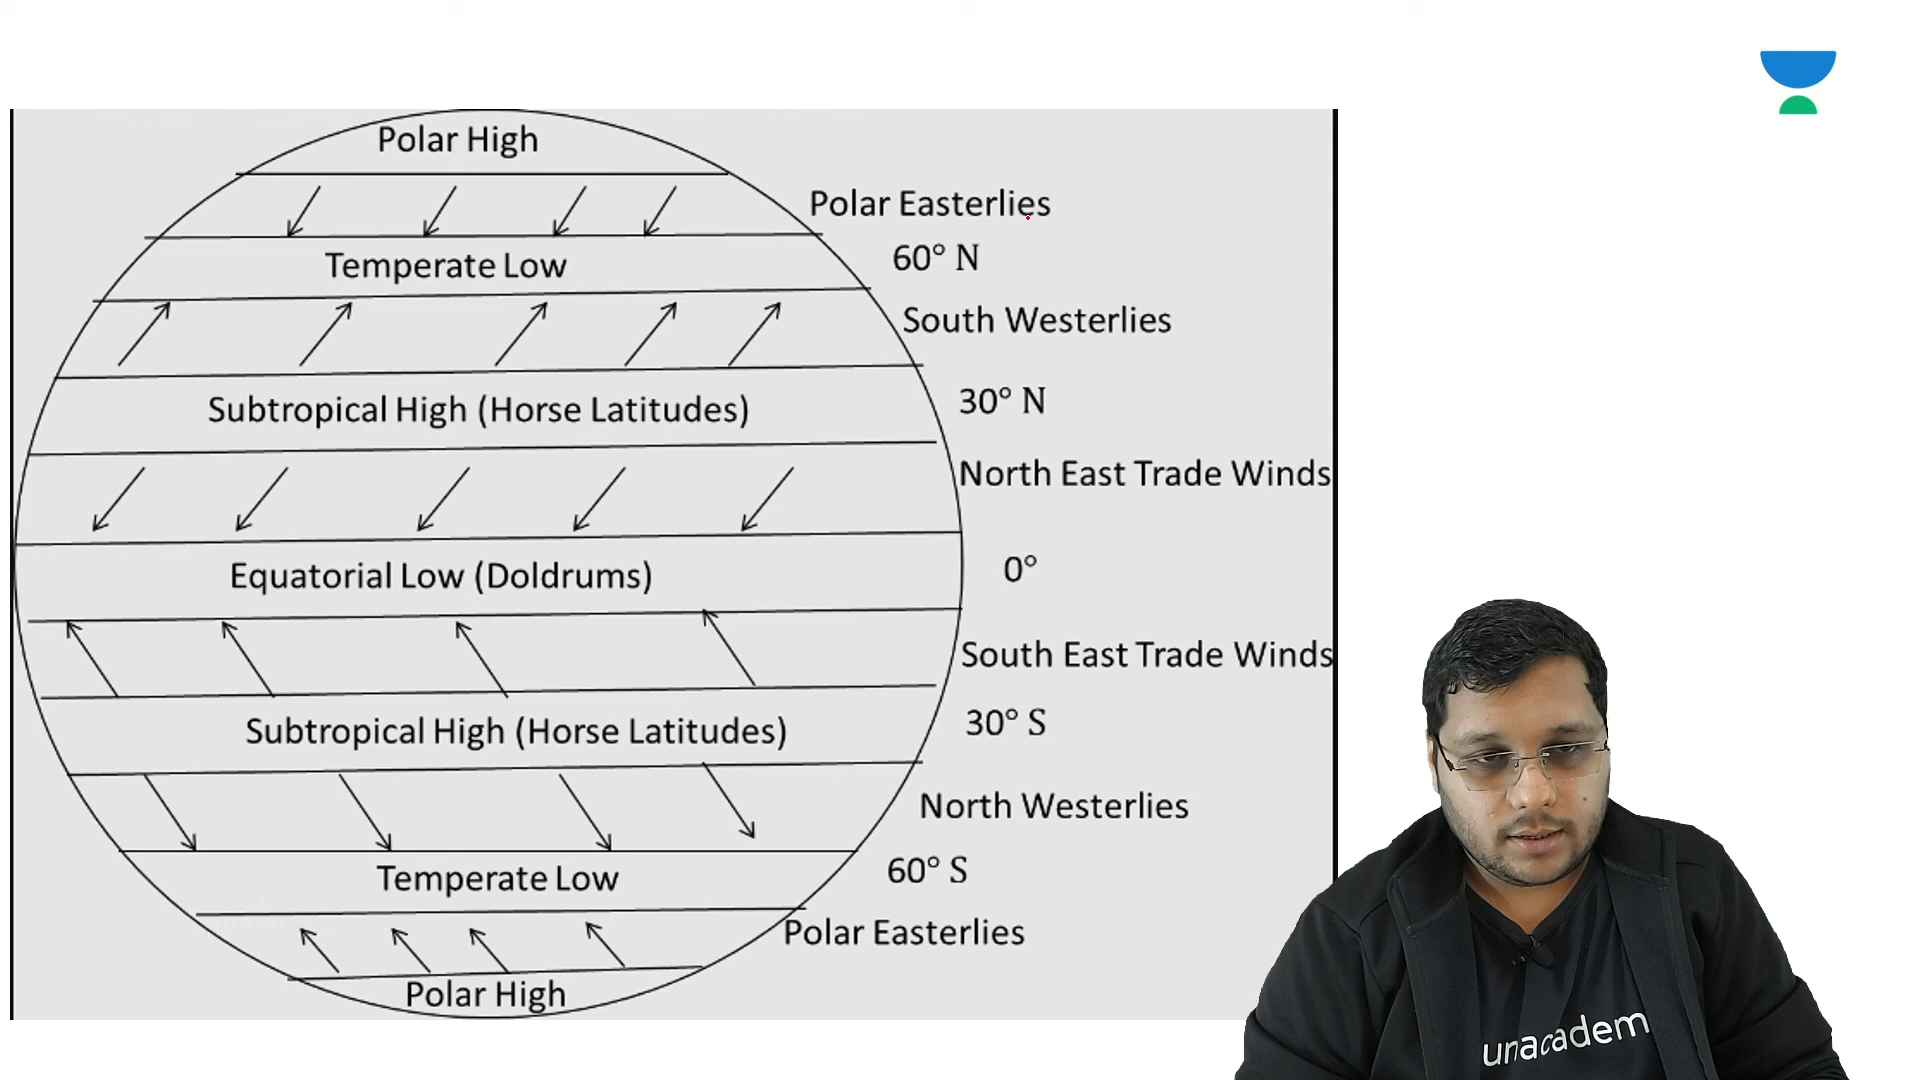 Polar High
Polar Easterlies
60° N
Temperate Low
South Westerlies
30° N
Subtropical High (Horse Latitudes)
North East Trade Winds
Equatorial Low (Doldrums)
0°
South East Trade Winds
30° S
Subtropical High (Horse Latitudes)
North Westerlies
60° S
Temperate Low
Polar Easterlies
Polar High
unacadem